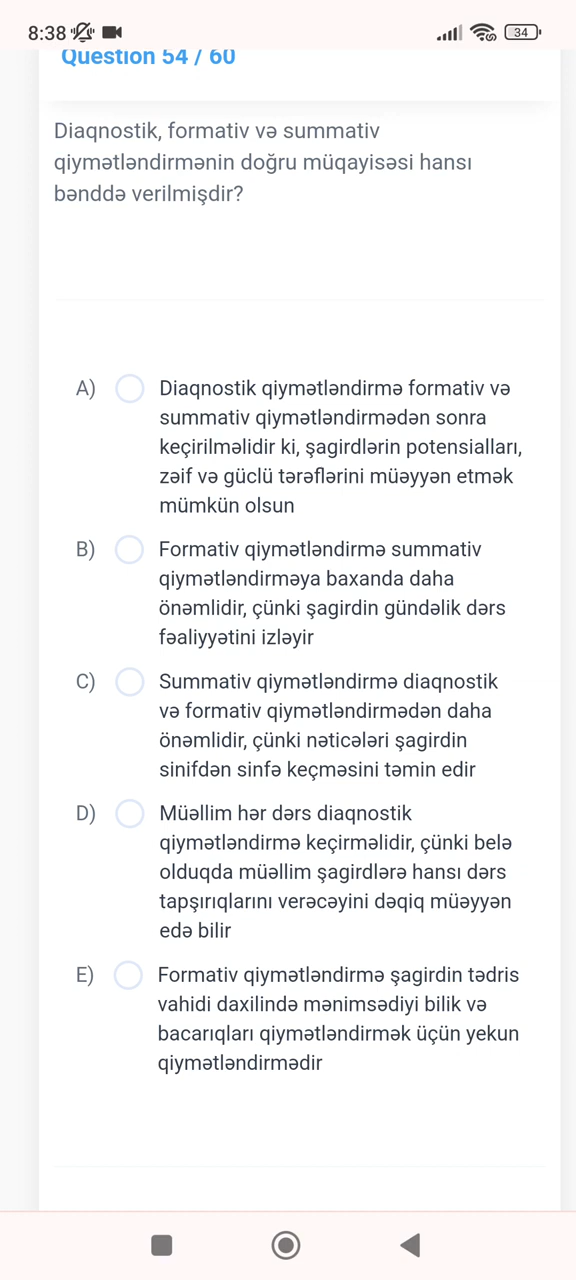 8:38
34
Question 54 / 60
Diaqnostik, formativ və summativ
qiymətləndirmənin doğru müqayisəsi hansı
bənddə verilmişdir?
A) Diaqnostik qiymətləndirmə formativ və
summativ qiymətləndirmədən sonra
keçirilməlidir ki, şagirdlərin potensialları,
zəif və güclü tərəflərini müəyyən etmək
mümkün olsun
B) Formativ qiymətləndirmə summativ
qiymətləndirməyə baxanda daha
önəmlidir, çünki şagirdin gündəlik dərs
fəaliyyətini izləyir
C) Summativ qiymətləndirmə diaqnostik
və formativ qiymətləndirmədən daha
önəmlidir, çünki nəticələri şagirdin
sinifdən sinfə keçməsini təmin edir
D) Müəllim hər dərs diaqnostik
qiymətləndirmə keçirməlidir, çünki belə
olduqda müəllim şagirdlərə hansı dərs
tapşırıqlarını verəcəyini dəqiq müəyyən
edə bilir
E) Formativ qiymətləndirmə şagirdin tədris
vahidi daxilində mənimsədiyi bilik və
bacarıqları qiymətləndirmək üçün yekun
qiymətləndirmədir